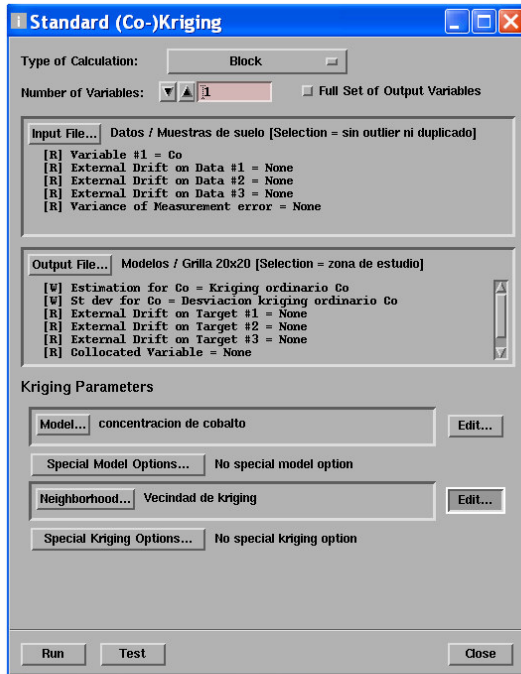 Standard (Co-)Kriging
Type of Calculation: Block
Number of Variables: 1 Full Set of Output Variables
Input File... Datos / Muestras de suelo [Selection = sin outlier ni duplicado]
[R] Variable #1 = Co
[R] External Drift on Data #1 = None
[R] External Drift on Data #2 = None
[R] External Drift on Data #3 = None
[R] Variance of Measurement error = None
Output File... Modelos / Grilla 20x20 [Selection = zona de estudio]
[W] Estimation for Co = Kriging ordinario Co
[W] St dev for Co = Desviacion kriging ordinario Co
[R] External Drift on Target #1 = None
[R] External Drift on Target #2 = None
[R] External Drift on Target #3 = None
[R] Collocated Variable = None
Kriging Parameters
Model... concentracion de cobalto Edit...
Special Model Options... No special model option
Neighborhood... Vecindad de kriging Edit...
Special Kriging Options... No special kriging option
Run Test Close